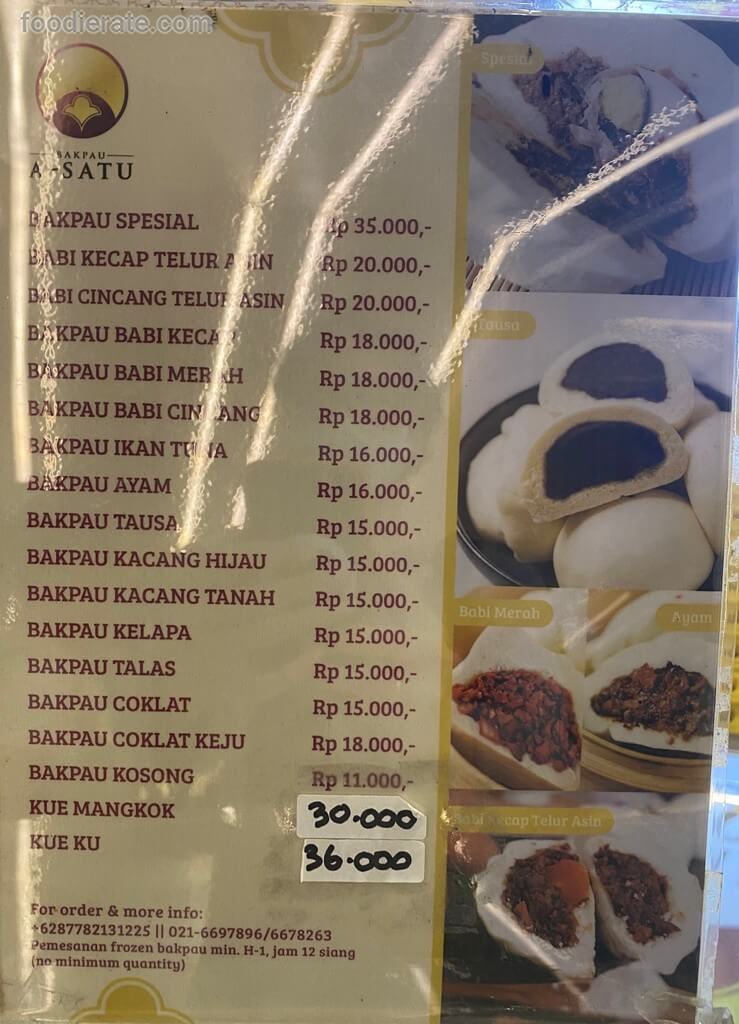 foodierate.com
BAKPAU
A-SATU
BAKPAU SPESIAL Rp 35.000,-
BABI KECAP TELUR ASIN Rp 20.000,-
BABI CINCANG TELUR ASIN Rp 20.000,-
BAKPAU BABI KECAP Rp 18.000,-
BAKPAU BABI MERAH Rp 18.000,-
BAKPAU BABI CINCANG Rp 18.000,-
BAKPAU IKAN TUNA Rp 16.000,-
BAKPAU AYAM Rp 16.000,-
BAKPAU TAUSA Rp 15.000,-
BAKPAU KACANG HIJAU Rp 15.000,-
BAKPAU KACANG TANAH Rp 15.000,-
BAKPAU KELAPA Rp 15.000,-
BAKPAU TALAS Rp 15.000,-
BAKPAU COKLAT Rp 15.000,-
BAKPAU COKLAT KEJU Rp 18.000,-
BAKPAU KOSONG Rp 11.000,-
KUE MANGKOK 30.000
KUE KU 36.000
For order & more info:
+6287782131225 || 021-6697896/6678263
Pemesanan frozen bakpau min. H-1, jam 12 siang
(no minimum quantity)
Spesial
Tausa
Babi Merah
Ayam
Babi Kecap Telur Asin